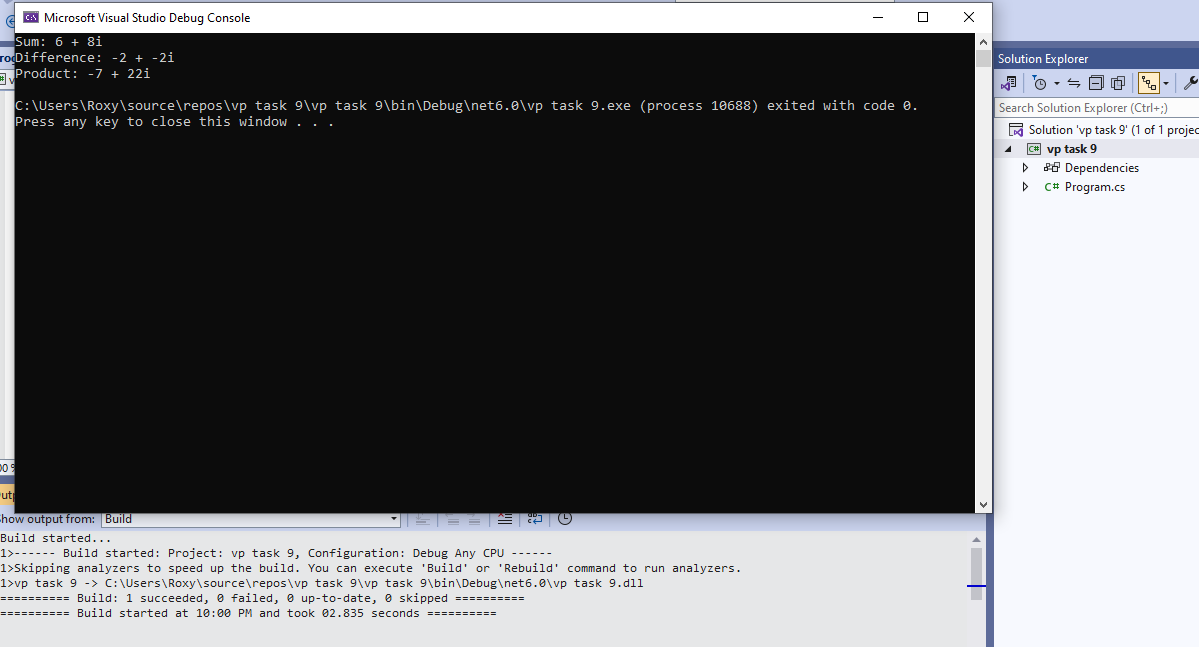 Microsoft Visual Studio Debug Console
Sum: 6 + 8i
Difference: -2 + -2i
Product: -7 + 22i
C:\Users\Roxy\source\repos\vp task 9\vp task 9\bin\Debug\net6.0\vp task 9.exe (process 10688) exited with code 0.
Press any key to close this window . . .
Solution Explorer
Search Solution Explorer (Ctrl+;)
Solution 'vp task 9' (1 of 1 projec
C# vp task 9
Dependencies
C# Program.cs
Show output from: Build
Build started...
1>------ Build started: Project: vp task 9, Configuration: Debug Any CPU ------
1>Skipping analyzers to speed up the build. You can execute 'Build' or 'Rebuild' command to run analyzers.
1>vp task 9 -> C:\Users\Roxy\source\repos\vp task 9\vp task 9\bin\Debug\net6.0\vp task 9.dll
========== Build: 1 succeeded, 0 failed, 0 up-to-date, 0 skipped ==========
========== Build started at 10:00 PM and took 02.835 seconds ==========